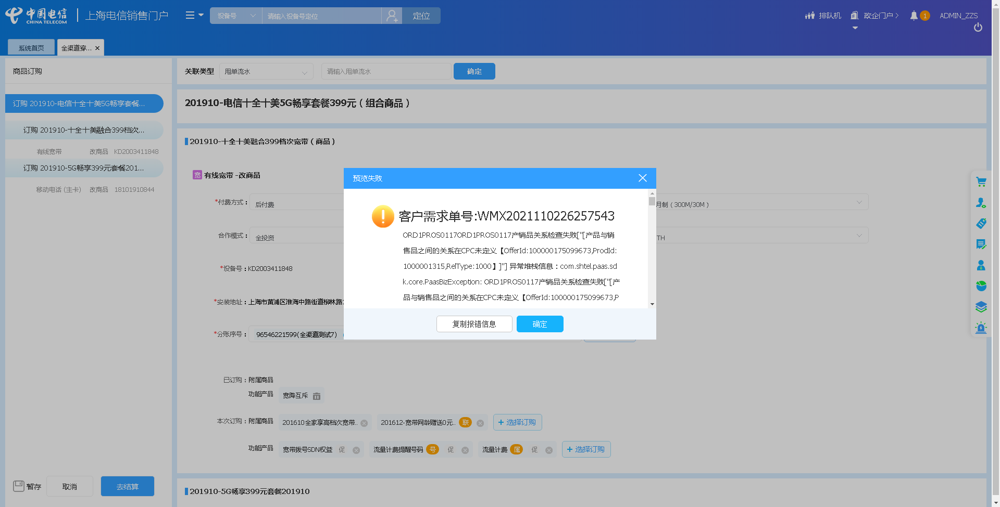 中国电信
CHINA TELECOM
上海电信销售门户
设备号
请输入设备号定位
定位
排队机
政企门户
1
ADMIN_ZZS
系统首页
全渠道穿...
商品订购
关联类型
甩单流水
请输入甩单流水
确定
订购 201910-电信十全十美5G畅享套餐...
订购 201910-十全十美融合399档次...
有线宽带 改商品 KD2003411848
订购 201910-5G畅享399元套餐201...
移动电话 (主卡) 改商品 18101910844
201910-电信十全十美5G畅享套餐399元（组合商品）
201910-十全十美融合399档次宽带（商品）
宽 有线宽带 -改商品
*付费方式： 后付费
月制（300M/30M）
合作模式： 全投资
TH
*设备号：KD2003411848
*安装地址：上海市黄浦区淮海中路街道柳林路
*分账序号： 96546221599(全渠道测试7)
预览失败
客户需求单号:WMX2021110226257543
ORD1PROS0117ORD1PROS0117产销品关系检查失败["[产品与销
售品之间的关系在CPC未定义【OfferId:100000175099673,ProdId:
1000001315,RelType:1000】]"] 异常堆栈信息：com.shtel.paas.sd
k.core.PaasBizException: ORD1PROS0117产销品关系检查失败["[产
品与销售品之间的关系在CPC未定义【OfferId:100000175099673,P
复制报错信息
确定
已订购：附属商品
功能产品 宽降互斥
本次订购：附属商品 201610全家享高档次宽带.. 201612-宽带网龄赠送0元.. 联 + 选择订购
功能产品 宽带拨号SDN权益 促 流量计费提醒号码 号 促 流量计费 属 促 + 选择订购
暂存
取消
去结算
201910-5G畅享399元套餐201910